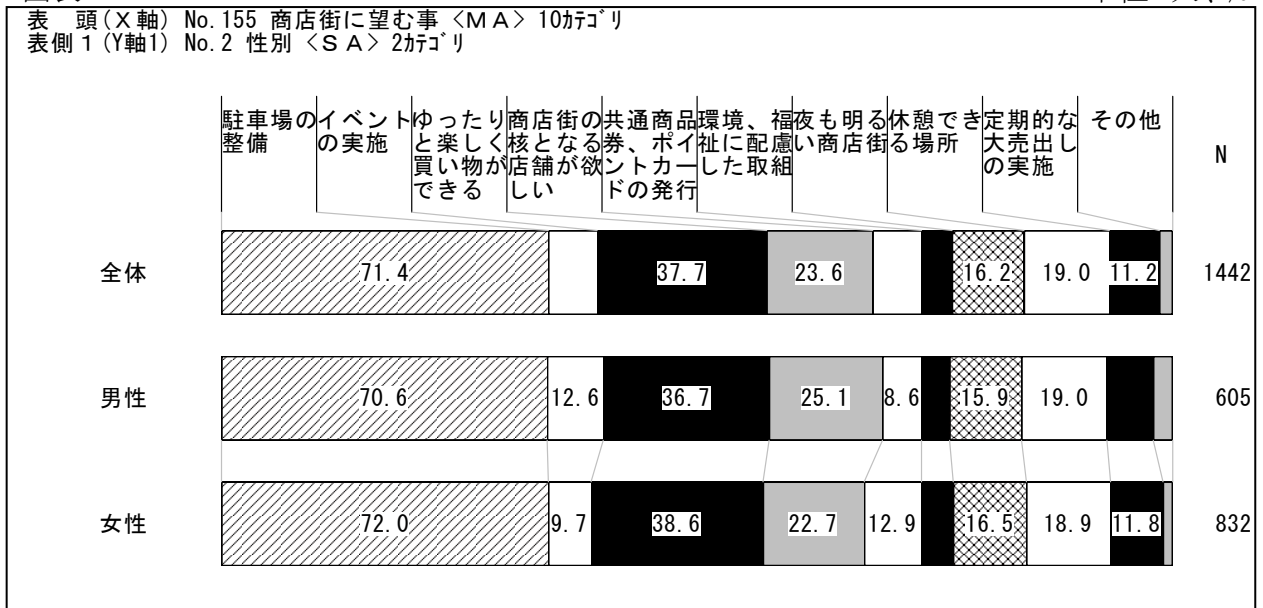 表　頭(X軸) No.155 商店街に望む事 <MA> 10ｶﾃｺﾞﾘ
表側1(Y軸1) No.2 性別 <SA> 2ｶﾃｺﾞﾘ
駐車場の整備
イベントの実施
ゆったりと楽しく買い物ができる
商店街の核となる店舗が欲しい
共通商品券、ポイントカードの発行
環境、福祉に配慮した取組
夜も明るい商店街
休憩できる場所
定期的な大売出しの実施
その他
N
全体 71.4 37.7 23.6 16.2 19.0 11.2 1442
男性 70.6 12.6 36.7 25.1 8.6 15.9 19.0 605
女性 72.0 9.7 38.6 22.7 12.9 16.5 18.9 11.8 832